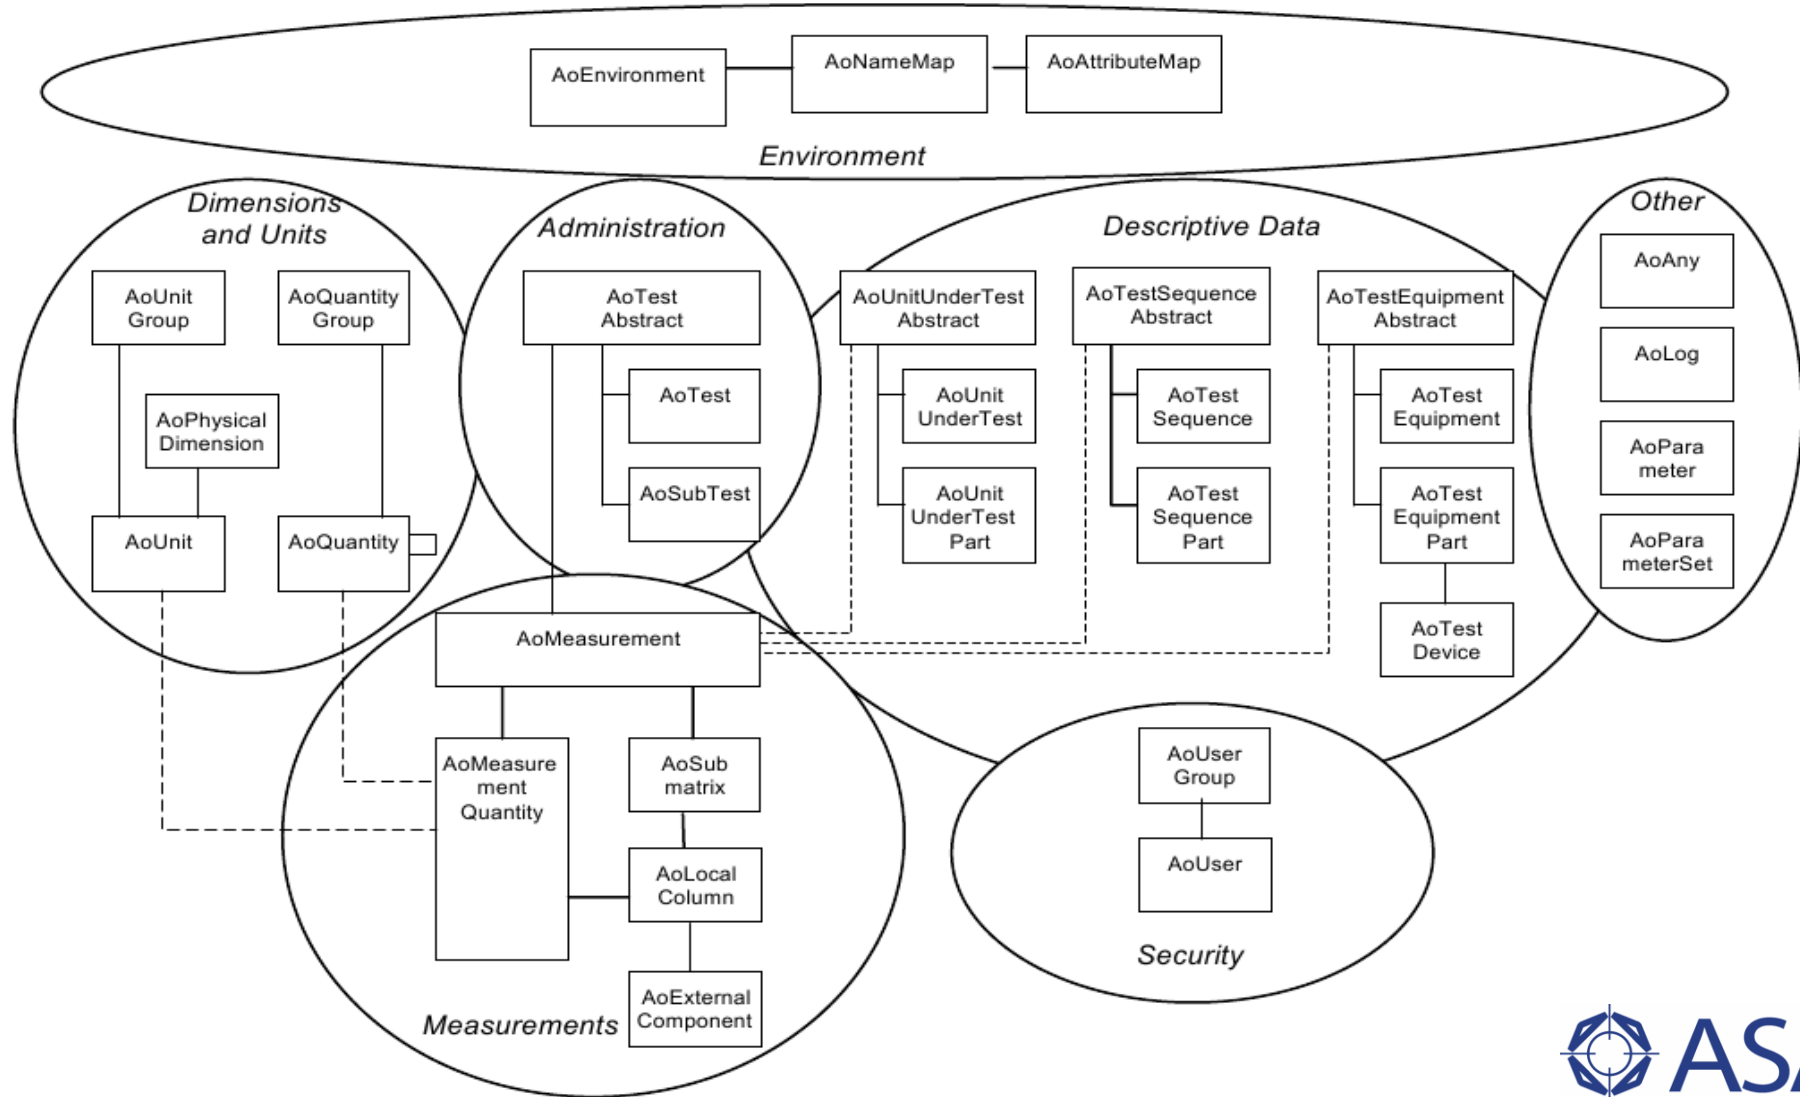 AoEnvironment
AoNameMap
AoAttributeMap
Environment
Dimensions
and Units
AoUnit
Group
AoQuantity
Group
AoPhysical
Dimension
AoUnit
AoQuantity
Administration
AoTest
Abstract
AoTest
AoSubTest
Descriptive Data
AoUnitUnderTest
Abstract
AoUnit
UnderTest
AoUnit
UnderTest
Part
AoTestSequence
Abstract
AoTest
Sequence
AoTest
Sequence
Part
AoTestEquipment
Abstract
AoTest
Equipment
AoTest
Equipment
Part
AoTest
Device
Other
AoAny
AoLog
AoPara
meter
AoPara
meterSet
AoMeasurement
AoMeasure
ment
Quantity
AoSub
matrix
AoLocal
Column
AoExternal
Component
Measurements
AoUser
Group
AoUser
Security